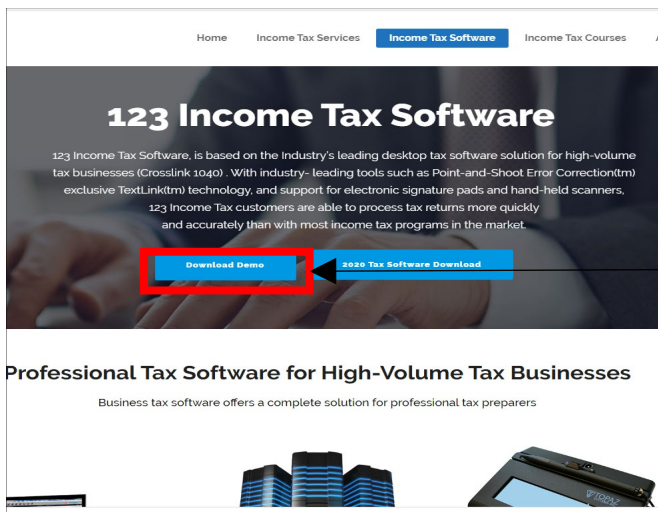 Home Income Tax Services Income Tax Software Income Tax Courses
123 Income Tax Software
123 Income Tax Software, is based on the Industry's leading desktop tax software solution for high-volume
tax businesses (Crosslink 1040) . With industry- leading tools such as Point-and-Shoot Error Correction(tm)
exclusive TextLink(tm) technology, and support for electronic signature pads and hand-held scanners,
123 Income Tax customers are able to process tax returns more quickly
and accurately than with most income tax programs in the market.
Download Demo 2020 Tax Software Download
Professional Tax Software for High-Volume Tax Businesses
Business tax software offers a complete solution for professional tax preparers
TOPAZ